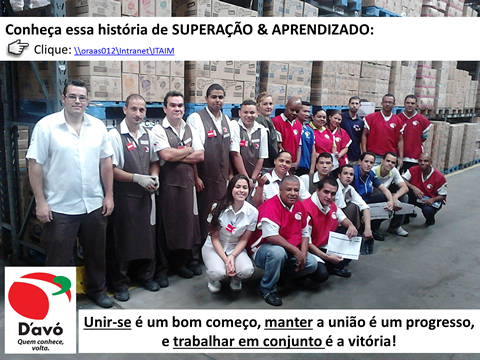 Conheça essa história de SUPERAÇÃO & APRENDIZADO:
Clique: \\oraas012\Intranet\ITAIM
D'avó
Quem conhece,
volta.
Unir-se é um bom começo, manter a união é um progresso,
e trabalhar em conjunto é a vitória!